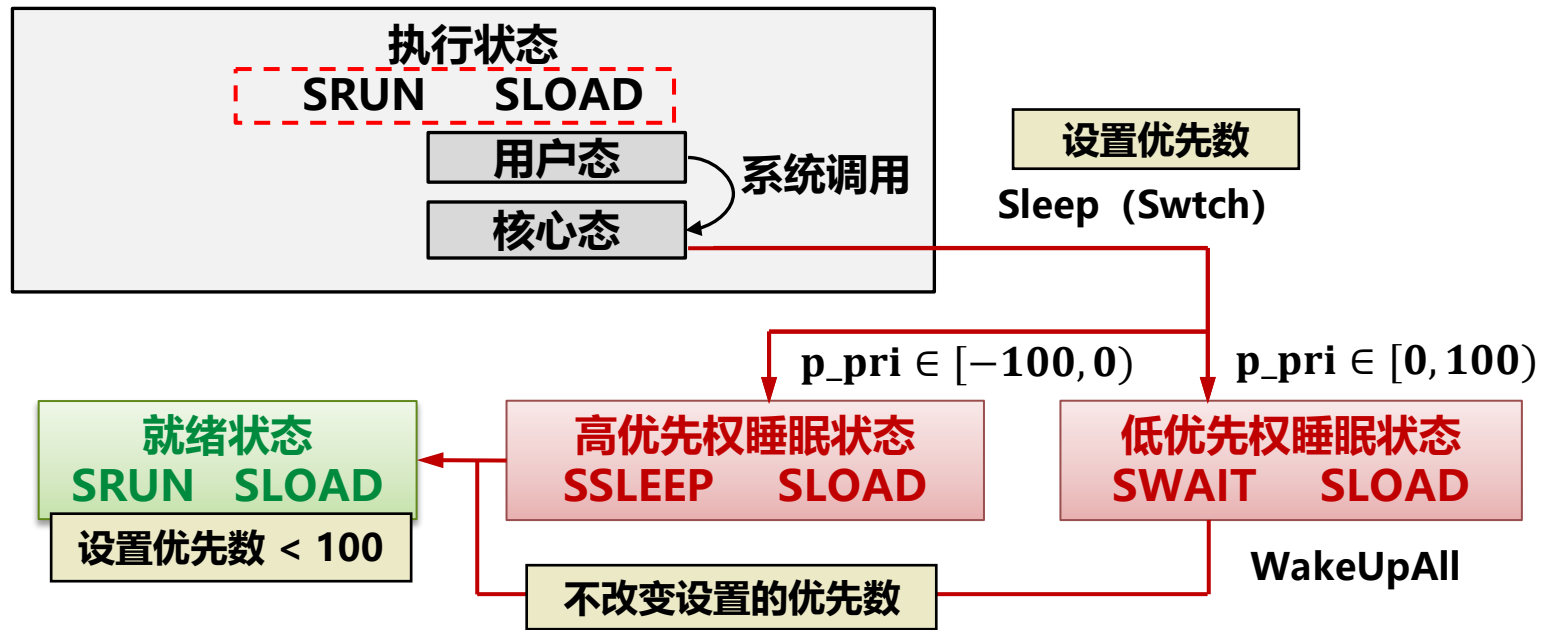 执行状态
SRUN SLOAD
用户态
系统调用
核心态
设置优先数
Sleep（Swtch）
p_pri ∈ [−100, 0)
p_pri ∈ [0, 100)
就绪状态
SRUN SLOAD
设置优先数 < 100
高优先权睡眠状态
SSLEEP SLOAD
低优先权睡眠状态
SWAIT SLOAD
WakeUpAll
不改变设置的优先数